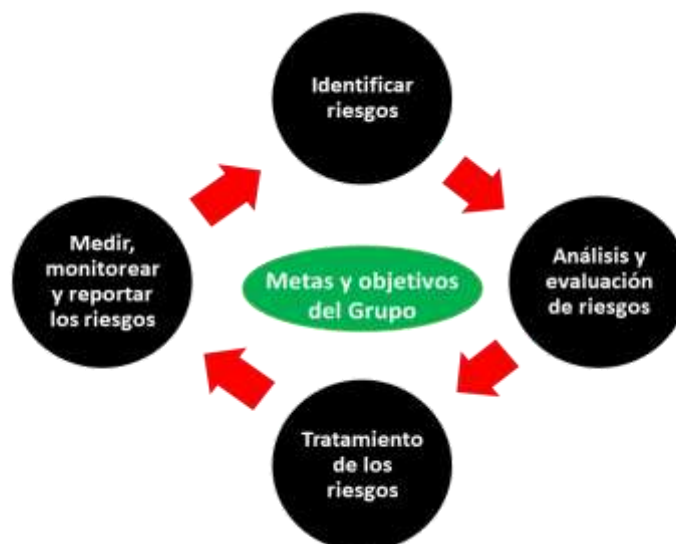 Identificar
riesgos
Análisis y
evaluación
de riesgos
Tratamiento
de los
riesgos
Medir,
monitorear
y reportar
los riesgos
Metas y objetivos
del Grupo